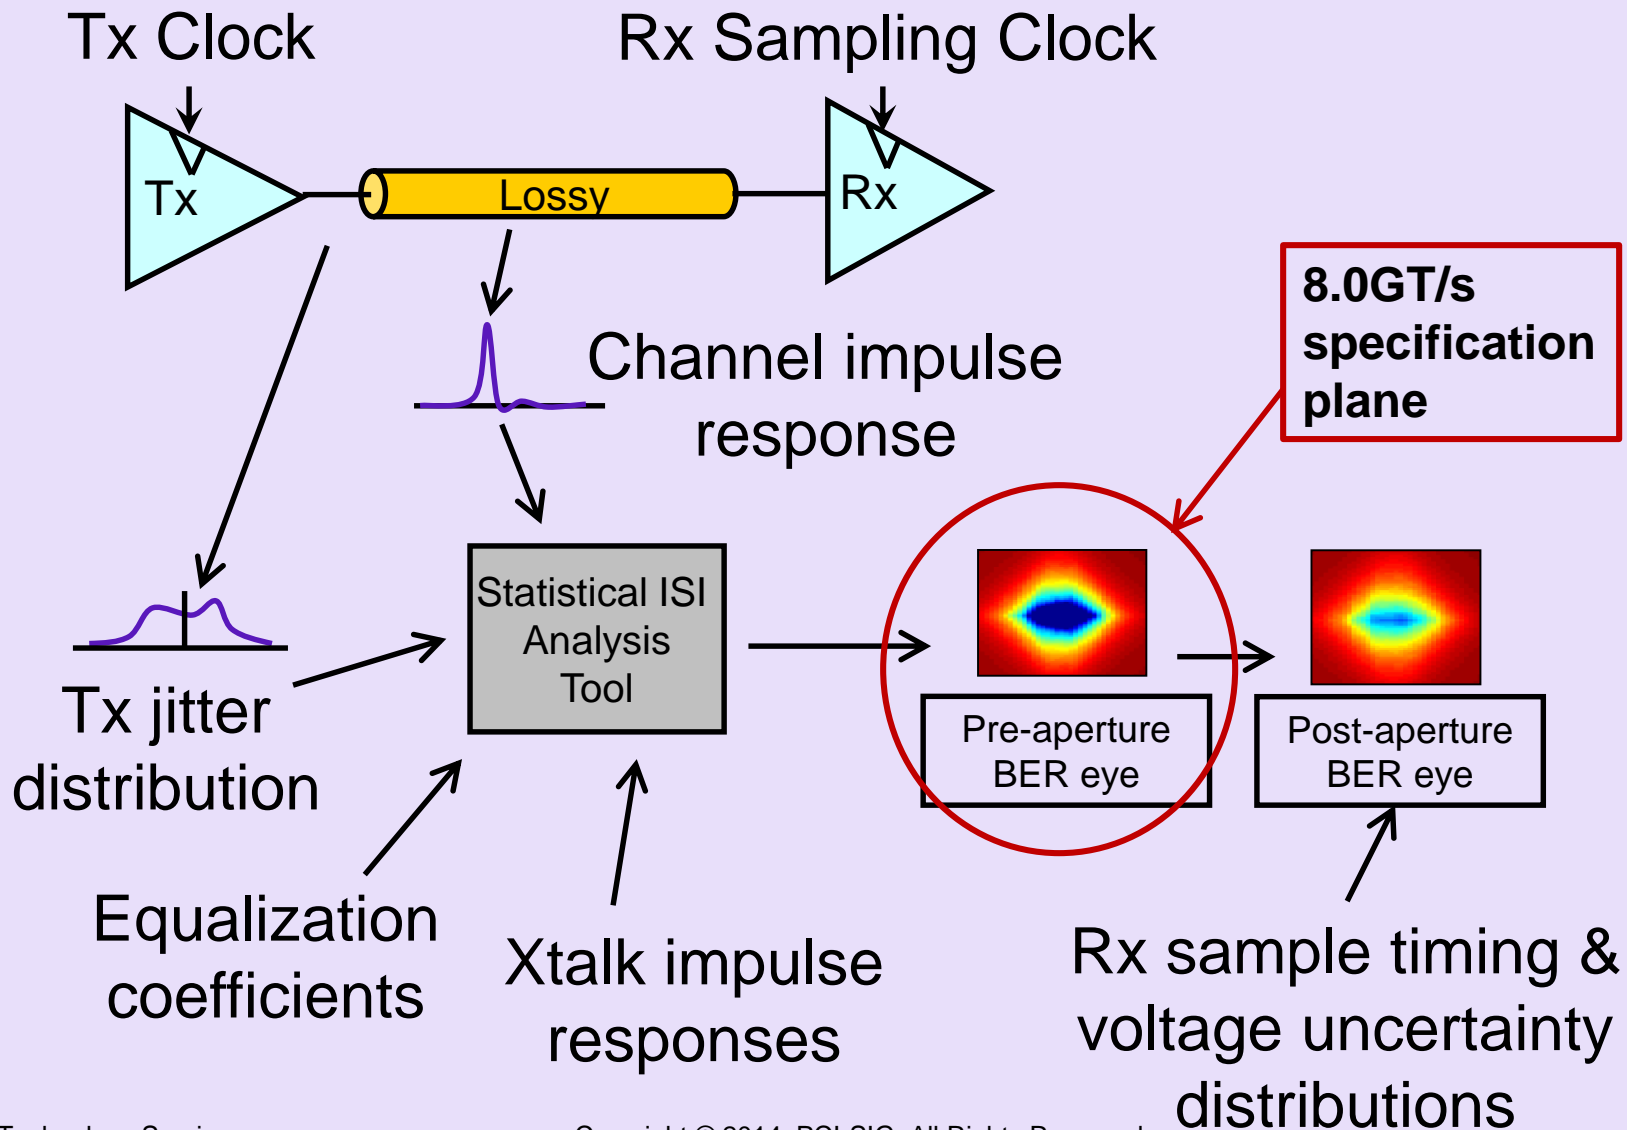 Tx Clock
Rx Sampling Clock
Tx
Lossy
Rx
8.0GT/s
specification
plane
Channel impulse
response
Statistical ISI
Analysis
Tool
Tx jitter
distribution
Pre-aperture
BER eye
Post-aperture
BER eye
Equalization
coefficients
Xtalk impulse
responses
Rx sample timing &
voltage uncertainty
distributions